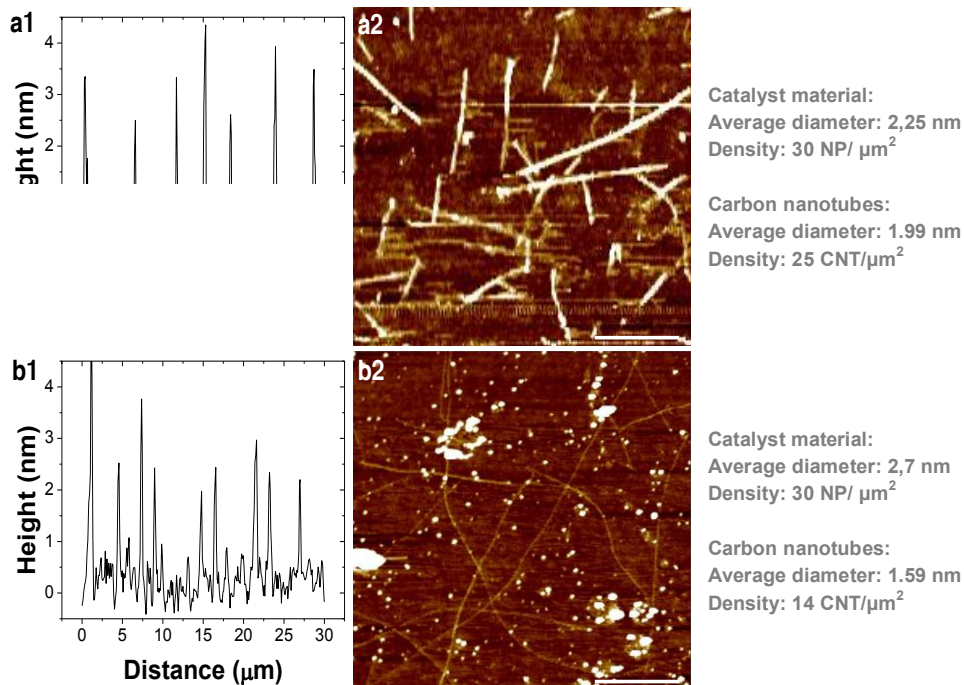 a1
4
3
2
ght (nm)
a2
Catalyst material:
Average diameter: 2,25 nm
Density: 30 NP/ µm²
Carbon nanotubes:
Average diameter: 1.99 nm
Density: 25 CNT/µm²
b1
4
3
2
1
0
Height (nm)
0 5 10 15 20 25 30
Distance (µm)
b2
Catalyst material:
Average diameter: 2,7 nm
Density: 30 NP/ µm²
Carbon nanotubes:
Average diameter: 1.59 nm
Density: 14 CNT/µm²